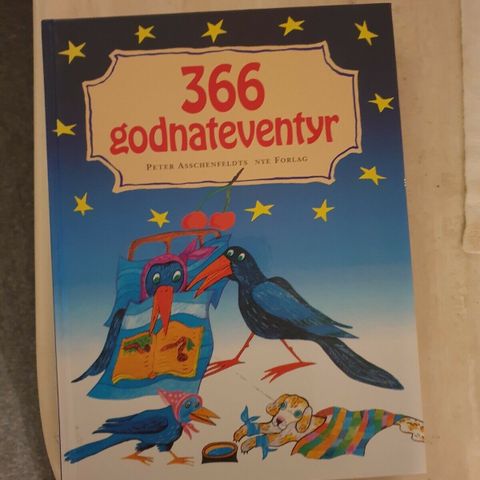 366
godnateventyr
PETER ASSCHENFELDTS NYE FORLAG